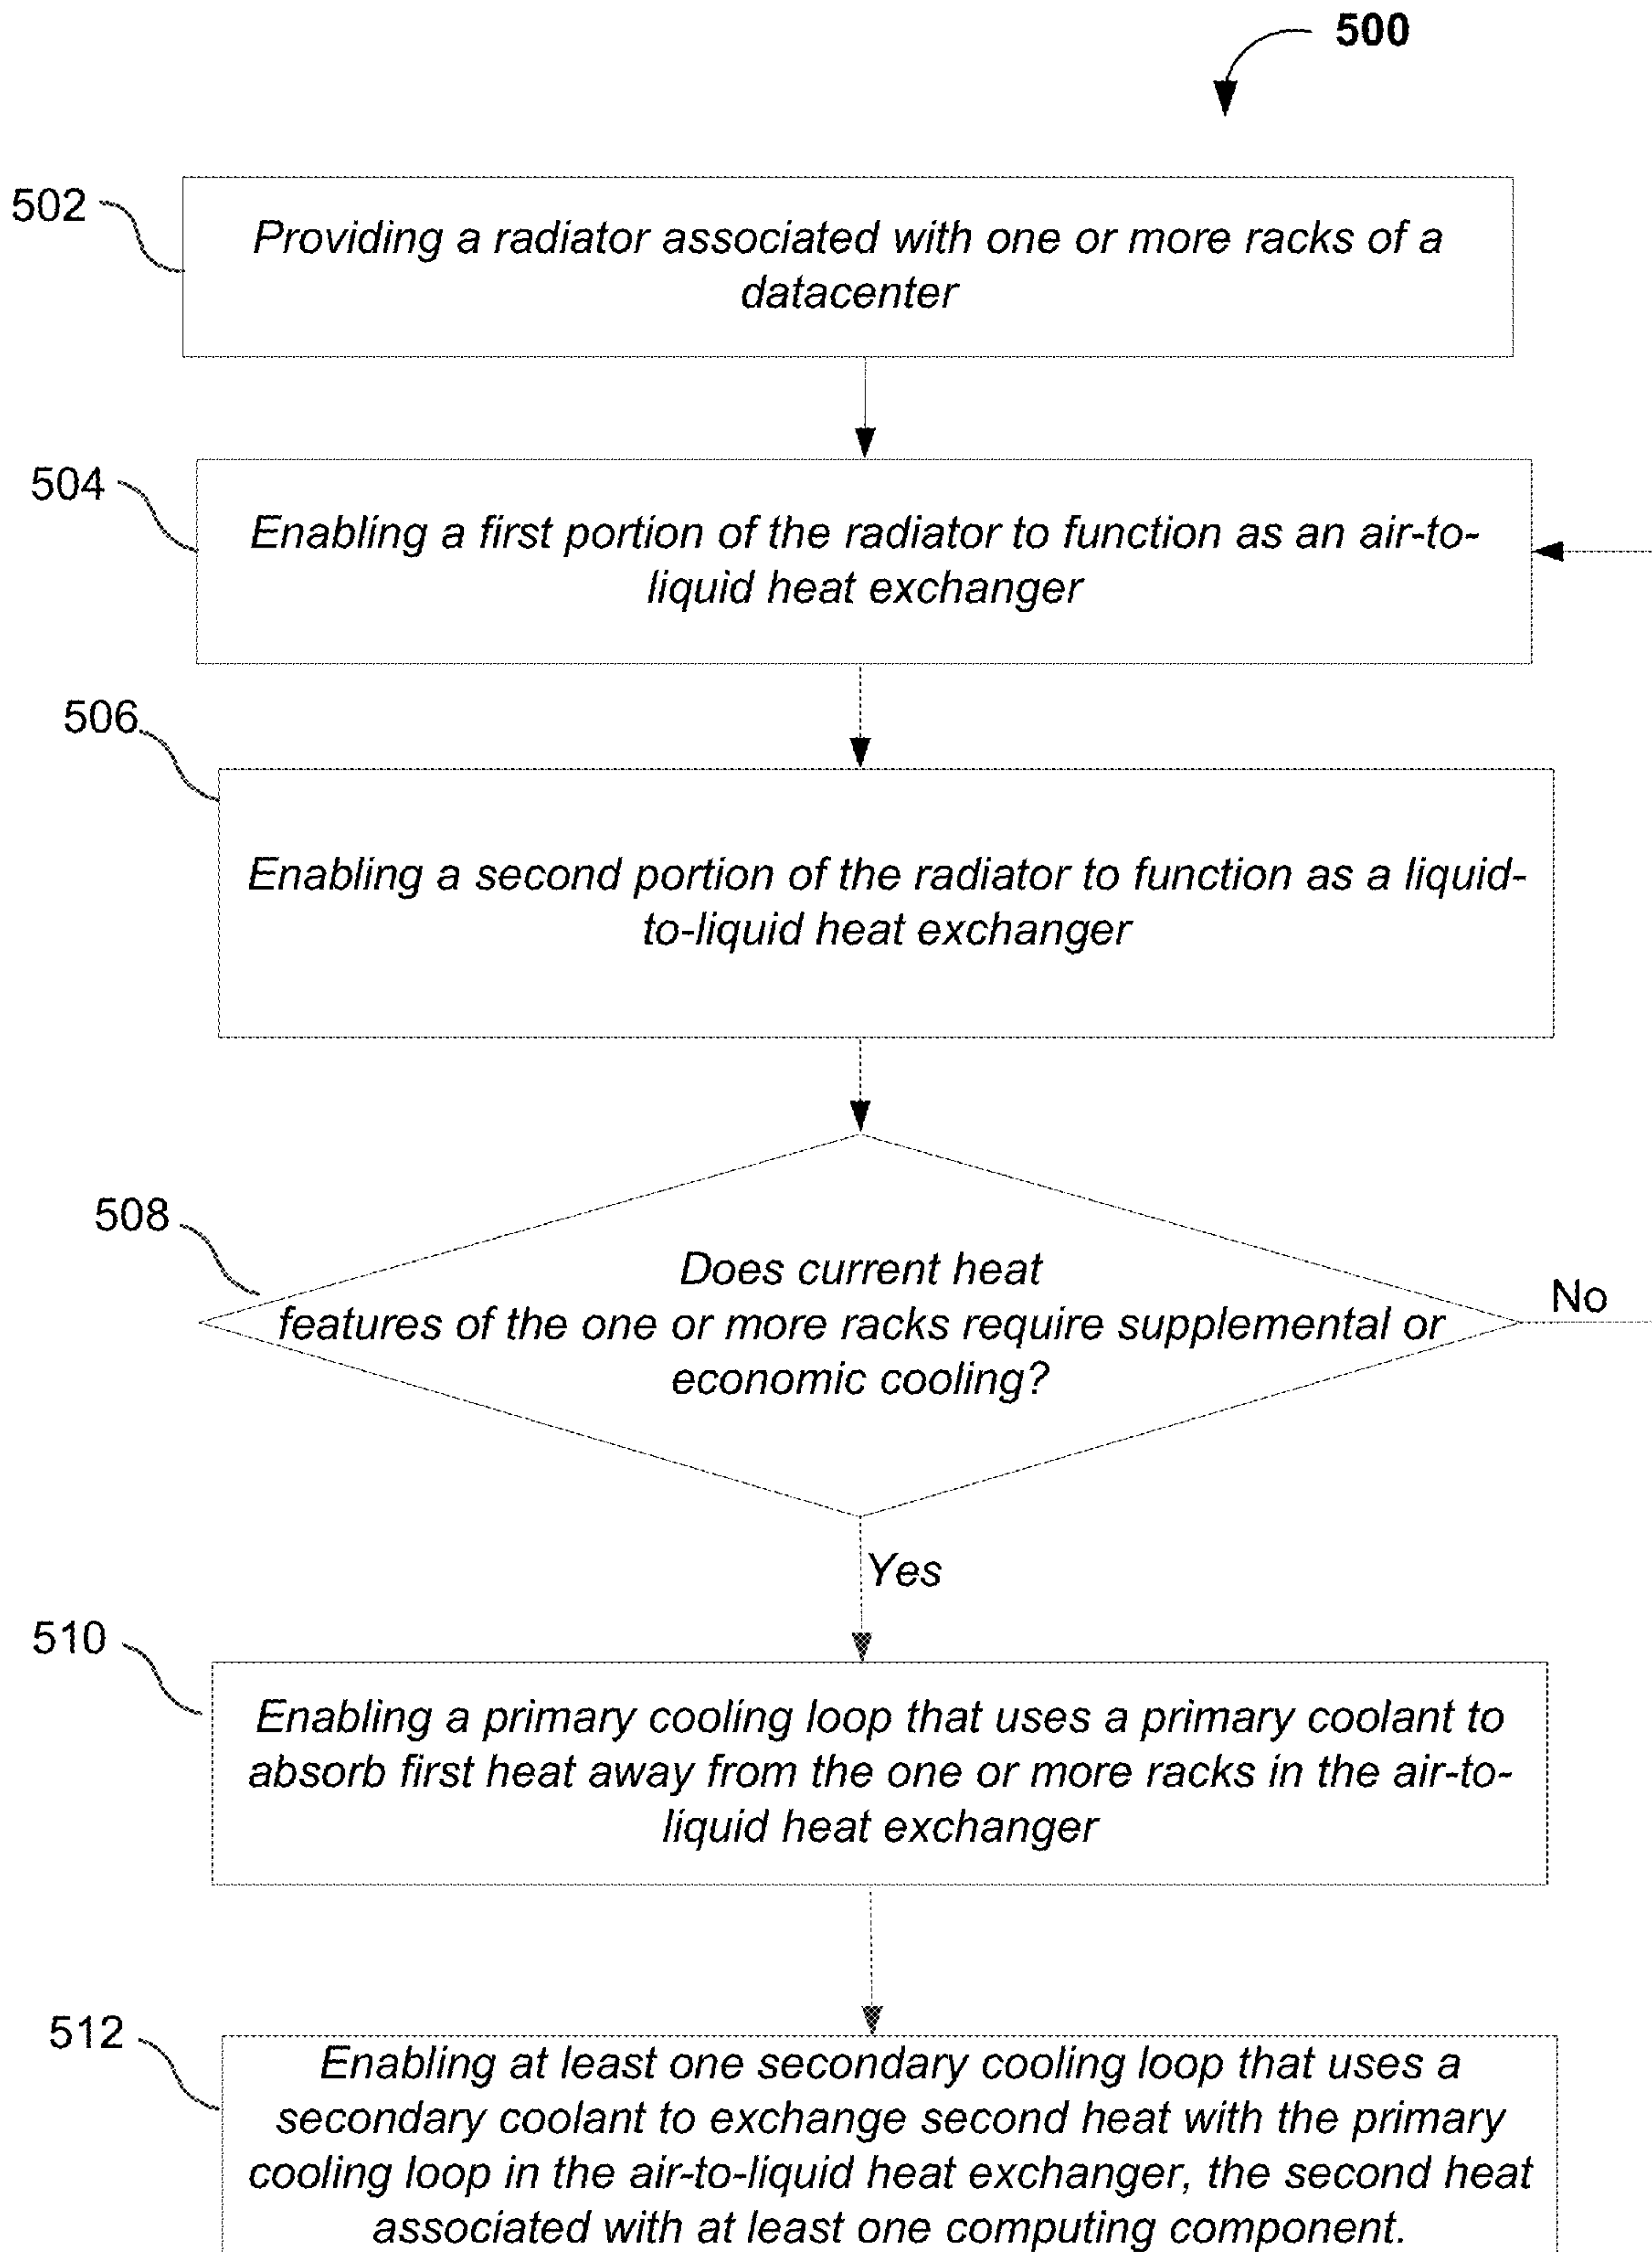 500
502
Providing a radiator associated with one or more racks of a
datacenter
504
Enabling a first portion of the radiator to function as an air-to-
liquid heat exchanger
506
Enabling a second portion of the radiator to function as a liquid-
to-liquid heat exchanger
508
Does current heat
features of the one or more racks require supplemental or
economic cooling?
No
Yes
510
Enabling a primary cooling loop that uses a primary coolant to
absorb first heat away from the one or more racks in the air-to-
liquid heat exchanger
512
Enabling at least one secondary cooling loop that uses a
secondary coolant to exchange second heat with the primary
cooling loop in the air-to-liquid heat exchanger, the second heat
associated with at least one computing component.